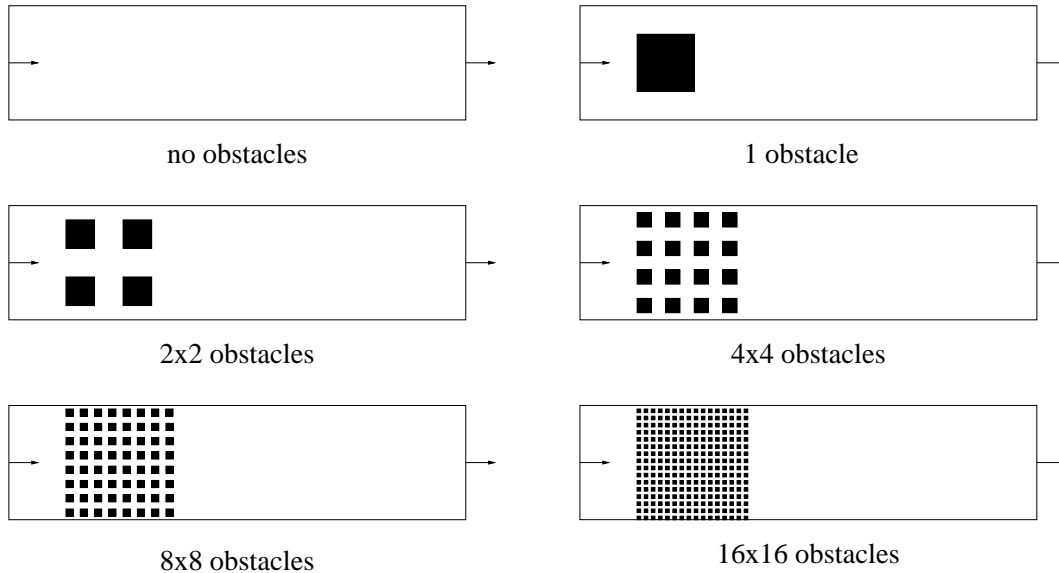 no obstacles
1 obstacle
2x2 obstacles
4x4 obstacles
8x8 obstacles
16x16 obstacles